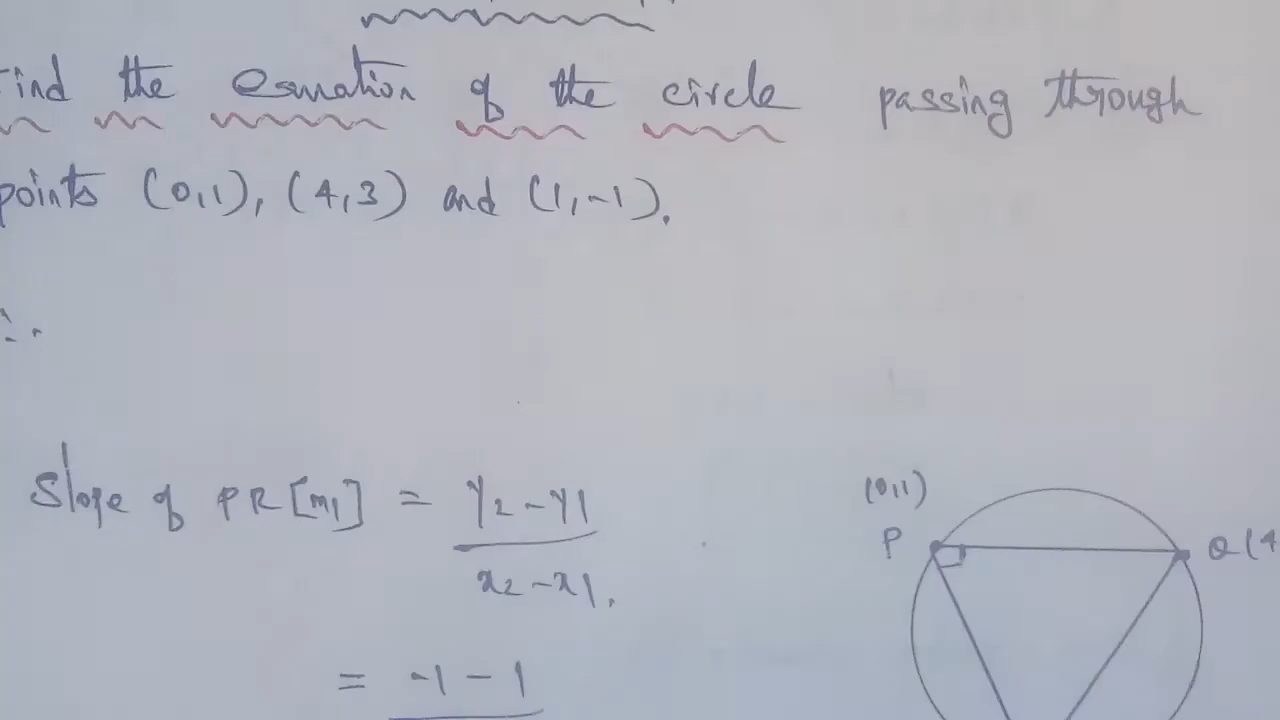 Find the equation of the circle passing through
points (0,1), (4,3) and (1,-1).
Slope of PR[m1] = y2-y1
x2-x1.
= -1-1
(0,1)
P
Q(4